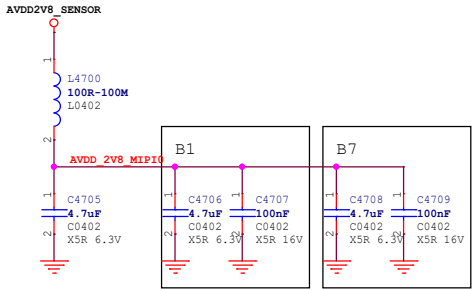 AVDD2V8_SENSOR
1
L4700
100R-100M
L0402
2
AVDD_2V8_MIPI0
B1
B7
1
C4705
4.7uF
C0402
X5R 6.3V
2
1
C4706
4.7uF
C0402
X5R 6.3V
2
1
C4707
100nF
C0402
X5R 16V
2
1
C4708
4.7uF
C0402
X5R 6.3V
2
1
C4709
100nF
C0402
X5R 16V
2